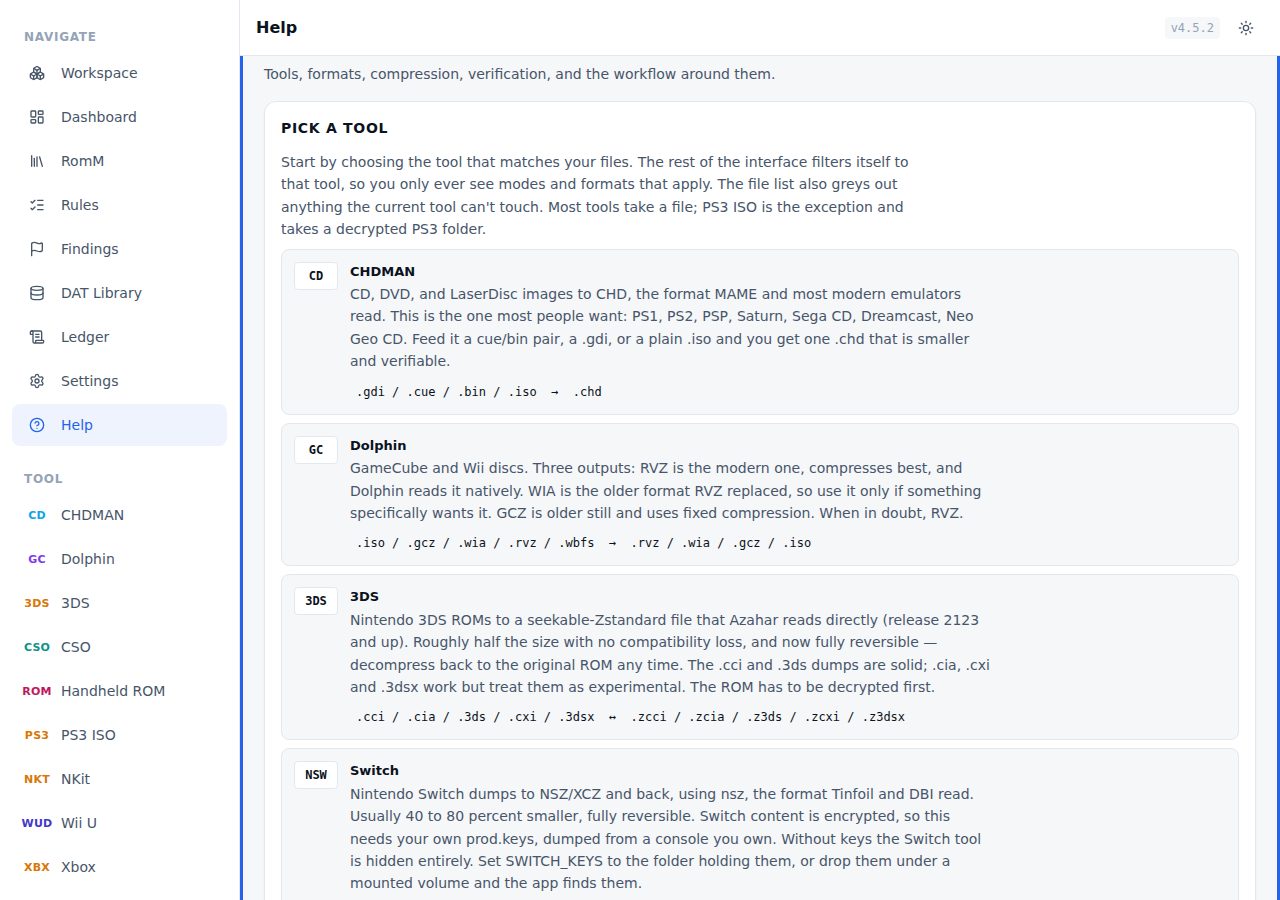 NAVIGATE
Workspace
Dashboard
RomM
Rules
Findings
DAT Library
Ledger
Settings
Help
TOOL
CD CHDMAN
GC Dolphin
3DS 3DS
CSO CSO
ROM Handheld ROM
PS3 PS3 ISO
NKT NKit
WUD Wii U
XBX Xbox
Help
v4.5.2
Tools, formats, compression, verification, and the workflow around them.
PICK A TOOL
Start by choosing the tool that matches your files. The rest of the interface filters itself to
that tool, so you only ever see modes and formats that apply. The file list also greys out
anything the current tool can't touch. Most tools take a file; PS3 ISO is the exception and
takes a decrypted PS3 folder.
CD CHDMAN
CD, DVD, and LaserDisc images to CHD, the format MAME and most modern emulators
read. This is the one most people want: PS1, PS2, PSP, Saturn, Sega CD, Dreamcast, Neo
Geo CD. Feed it a cue/bin pair, a .gdi, or a plain .iso and you get one .chd that is smaller
and verifiable.
.gdi / .cue / .bin / .iso → .chd
GC Dolphin
GameCube and Wii discs. Three outputs: RVZ is the modern one, compresses best, and
Dolphin reads it natively. WIA is the older format RVZ replaced, so use it only if something
specifically wants it. GCZ is older still and uses fixed compression. When in doubt, RVZ.
.iso / .gcz / .wia / .rvz / .wbfs → .rvz / .wia / .gcz / .iso
3DS 3DS
Nintendo 3DS ROMs to a seekable-Zstandard file that Azahar reads directly (release 2123
and up). Roughly half the size with no compatibility loss, and now fully reversible —
decompress back to the original ROM any time. The .cci and .3ds dumps are solid; .cia, .cxi
and .3dsx work but treat them as experimental. The ROM has to be decrypted first.
.cci / .cia / .3ds / .cxi / .3dsx ↔ .zcci / .zcia / .z3ds / .zcxi / .z3dsx
NSW Switch
Nintendo Switch dumps to NSZ/XCZ and back, using nsz, the format Tinfoil and DBI read.
Usually 40 to 80 percent smaller, fully reversible. Switch content is encrypted, so this
needs your own prod.keys, dumped from a console you own. Without keys the Switch tool
is hidden entirely. Set SWITCH_KEYS to the folder holding them, or drop them under a
mounted volume and the app finds them.